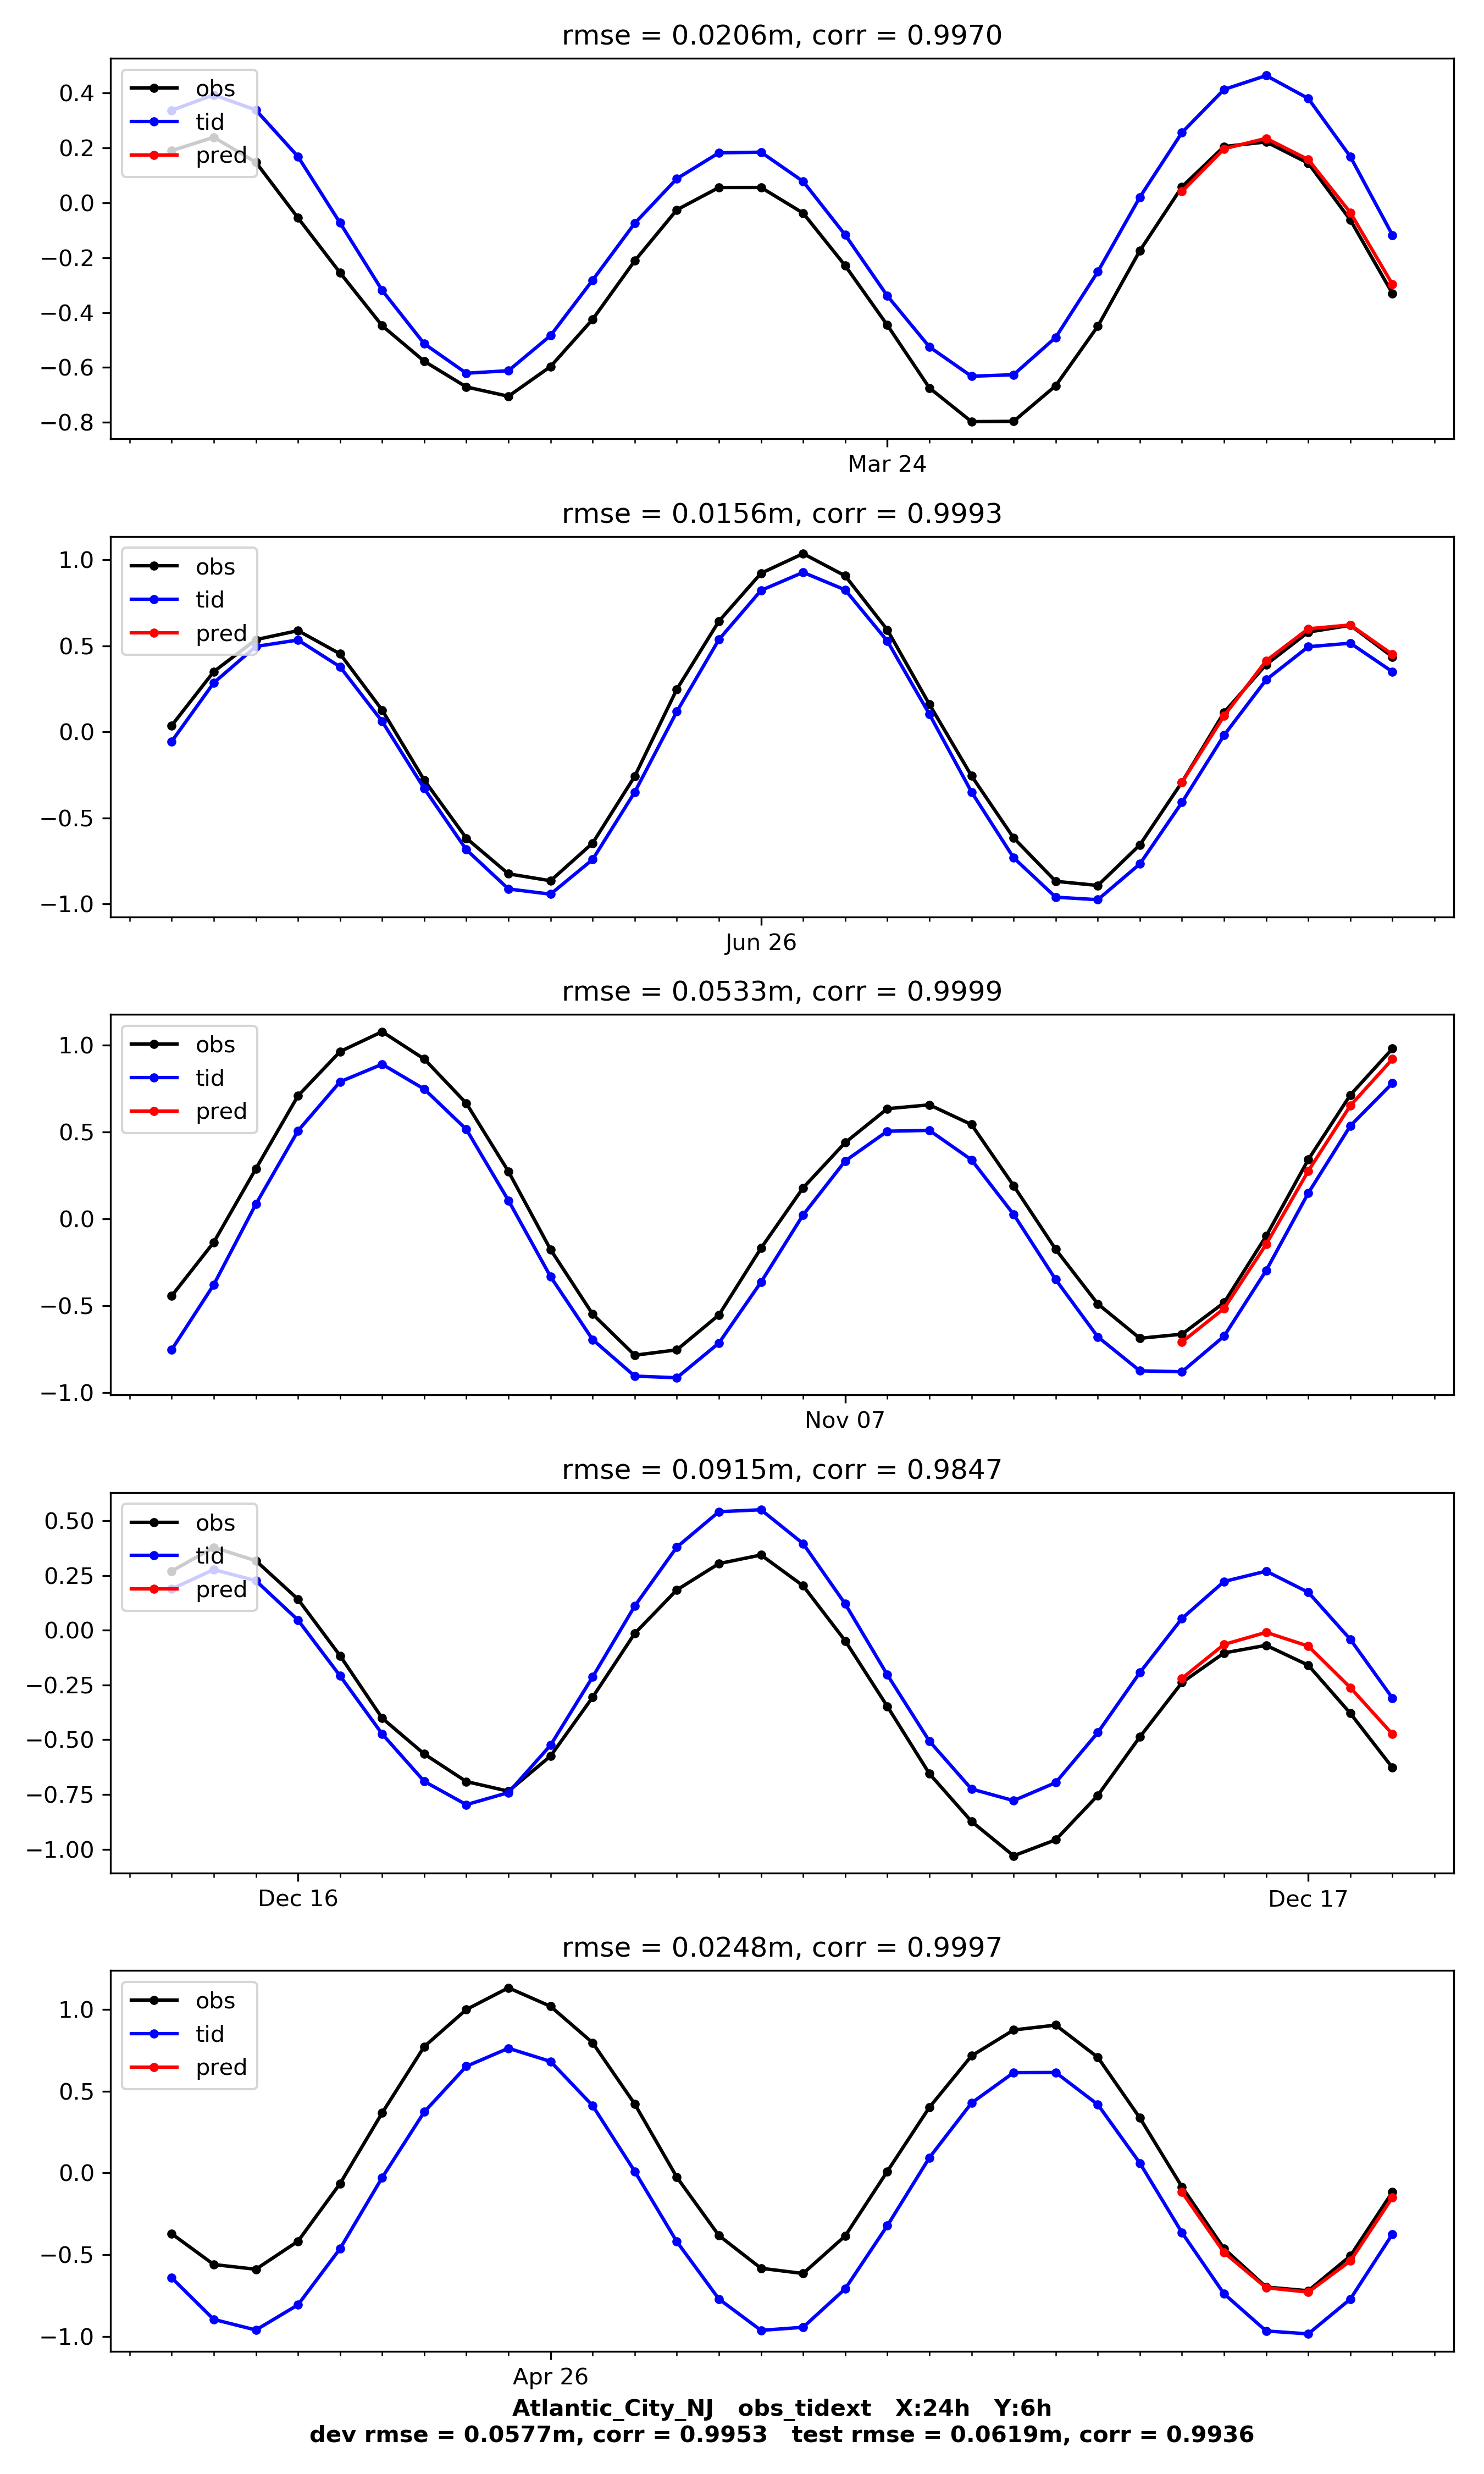 rmse = 0.0206m, corr = 0.9970
obs
tid
pred
0.4
0.2
0.0
−0.2
−0.4
−0.6
−0.8
Mar 24
rmse = 0.0156m, corr = 0.9993
obs
tid
pred
1.0
0.5
0.0
−0.5
−1.0
Jun 26
rmse = 0.0533m, corr = 0.9999
obs
tid
pred
1.0
0.5
0.0
−0.5
−1.0
Nov 07
rmse = 0.0915m, corr = 0.9847
obs
tid
pred
0.50
0.25
0.00
−0.25
−0.50
−0.75
−1.00
Dec 16 Dec 17
rmse = 0.0248m, corr = 0.9997
obs
tid
pred
1.0
0.5
0.0
−0.5
−1.0
Apr 26
Atlantic_City_NJ obs_tidext X:24h Y:6h
dev rmse = 0.0577m, corr = 0.9953 test rmse = 0.0619m, corr = 0.9936